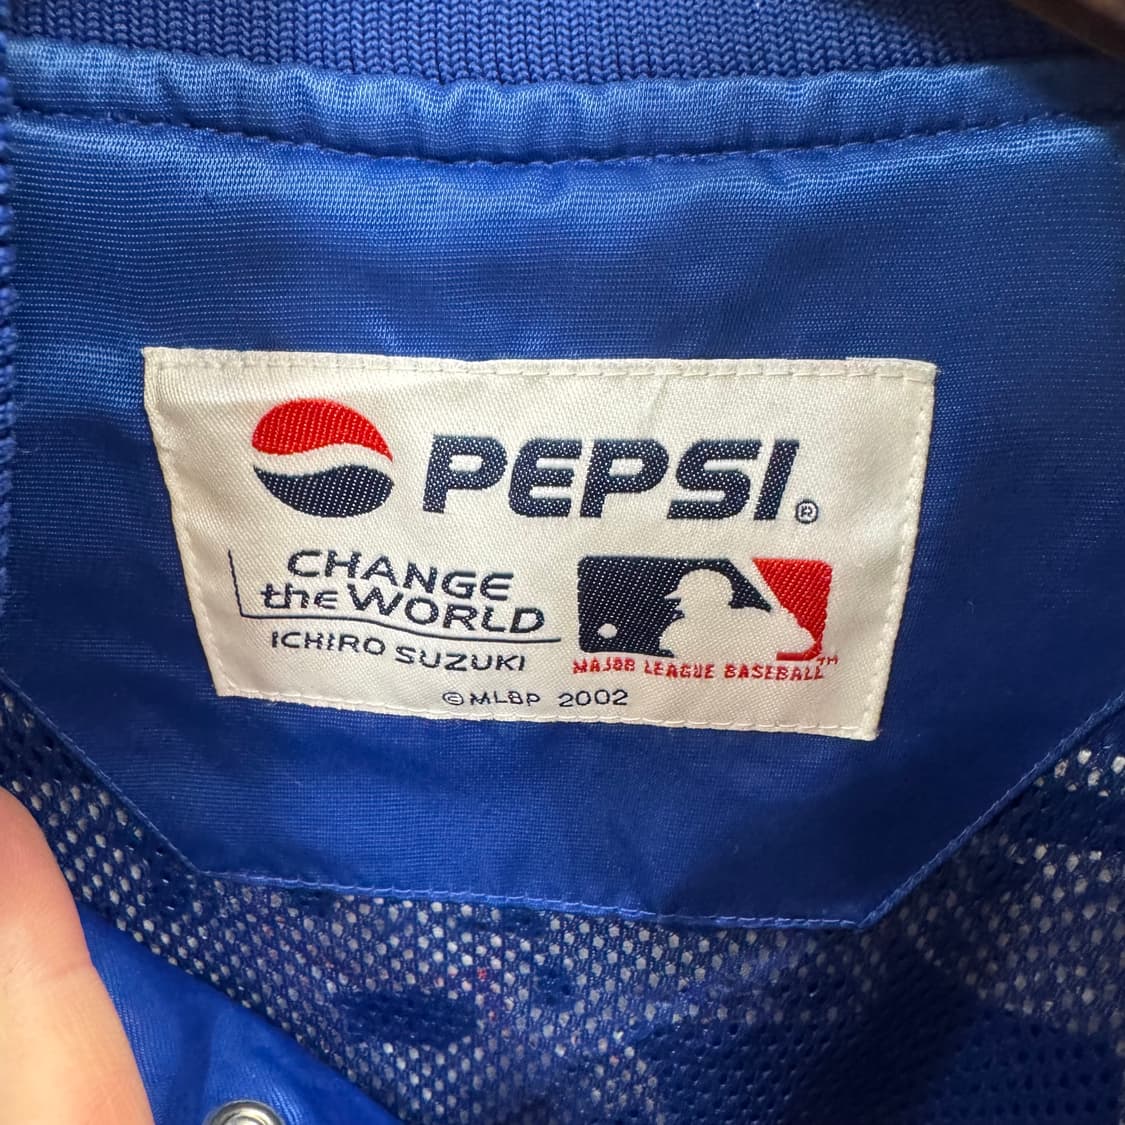 PEPSI®
CHANGE
the WORLD
ICHIRO SUZUKI
MAJOR LEAGUE BASEBALL™
©MLBP 2002